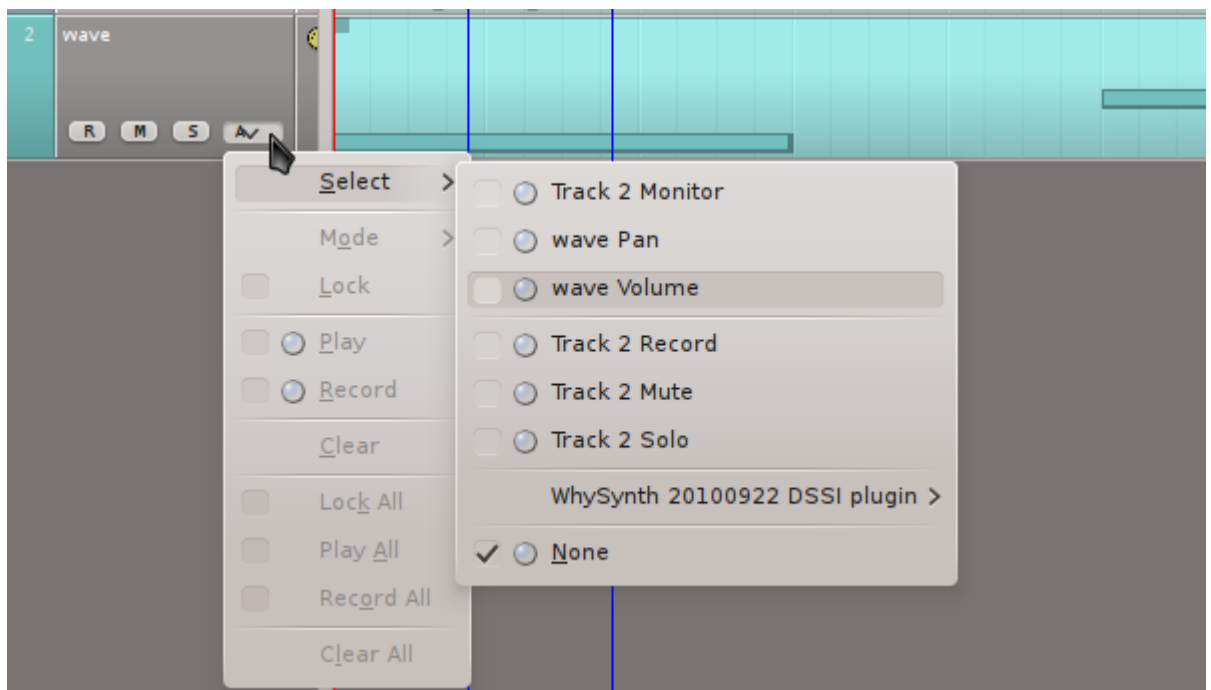 2 wave
R M S A
Select
Mode
Lock
Play
Record
Clear
Lock All
Play All
Record All
Clear All
Track 2 Monitor
wave Pan
wave Volume
Track 2 Record
Track 2 Mute
Track 2 Solo
WhySynth 20100922 DSSI plugin
None